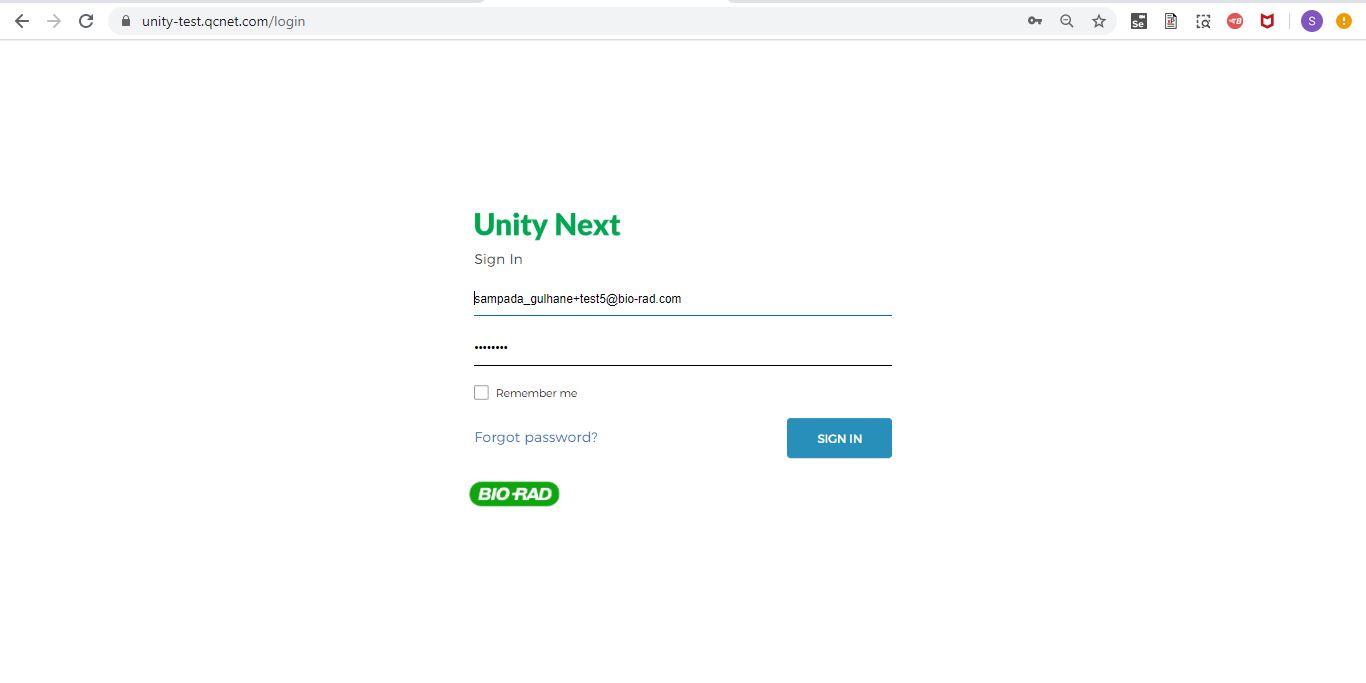 unity-test.qcnet.com/login
Se
S
Unity Next
Sign In
sampada_gulhane+test5@bio-rad.com
••••••••
Remember me
Forgot password?
SIGN IN
BIO-RAD